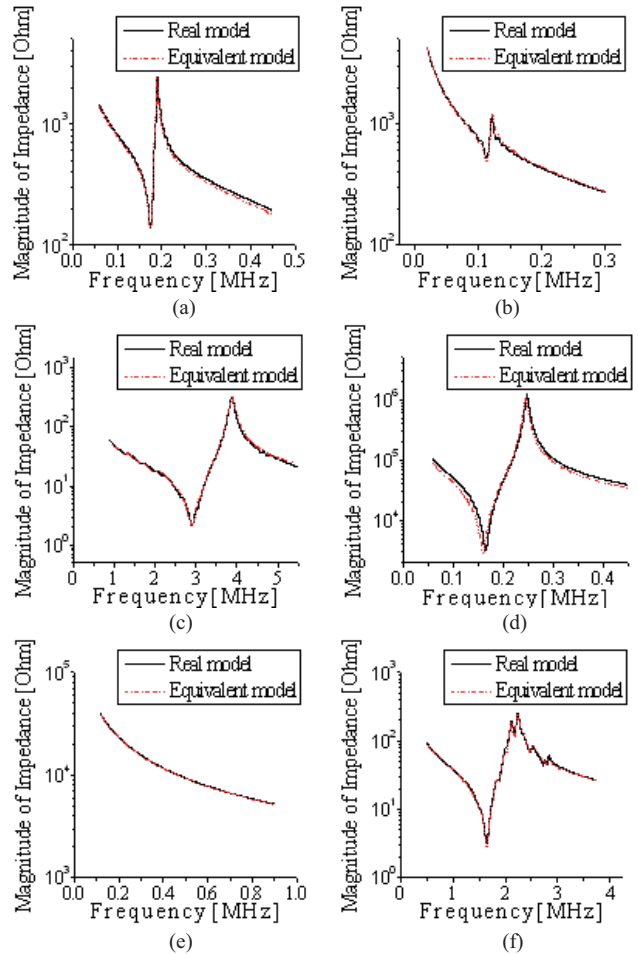 Real model
Equivalent model
Magnitude of Impedance [Ohm]
10^3
10^2
0.0 0.1 0.2 0.3 0.4 0.5
Frequency [MHz]
(a)
Real model
Equivalent model
Magnitude of Impedance [Ohm]
10^3
10^2
0.0 0.1 0.2 0.3
Frequency [MHz]
(b)
Real model
Equivalent model
Magnitude of Impedance [Ohm]
10^3
10^2
10^1
10^0
0 1 2 3 4 5
Frequency [MHz]
(c)
Real model
Equivalent model
Magnitude of Impedance [Ohm]
10^6
10^5
10^4
0.0 0.1 0.2 0.3 0.4
Frequency [MHz]
(d)
Real model
Equivalent model
Magnitude of Impedance [Ohm]
10^5
10^4
10^3
0.2 0.4 0.6 0.8 1.0
Frequency [MHz]
(e)
Real model
Equivalent model
Magnitude of Impedance [Ohm]
10^3
10^2
10^1
10^0
0 1 2 3 4
Frequency [MHz]
(f)